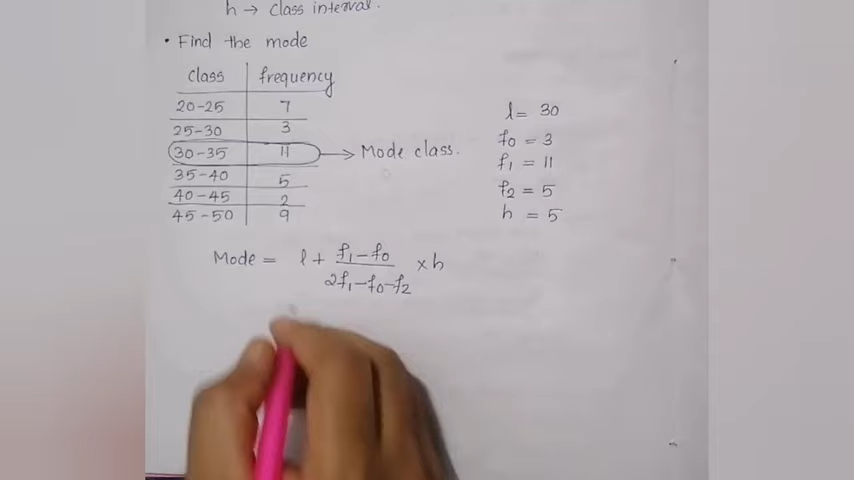 h → class interval.
• Find the mode
class frequency
20-25 7
25-30 3
30-35 11 → Mode class.
35-40 5
40-45 2
45-50 9
l = 30
f₀ = 3
f₁ = 11
f₂ = 5
h = 5
Mode = l + f₁-f₀ / 2f₁-f₀-f₂ × h